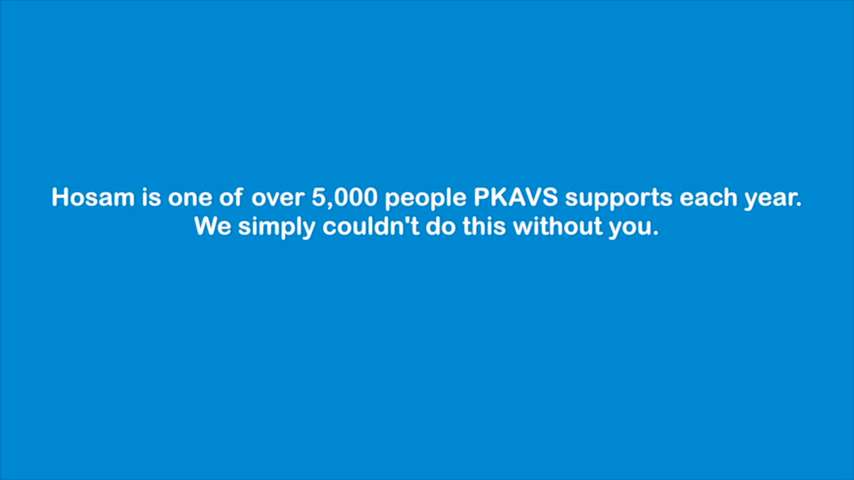 Hosam is one of over 5,000 people PKAVS supports each year.
We simply couldn't do this without you.